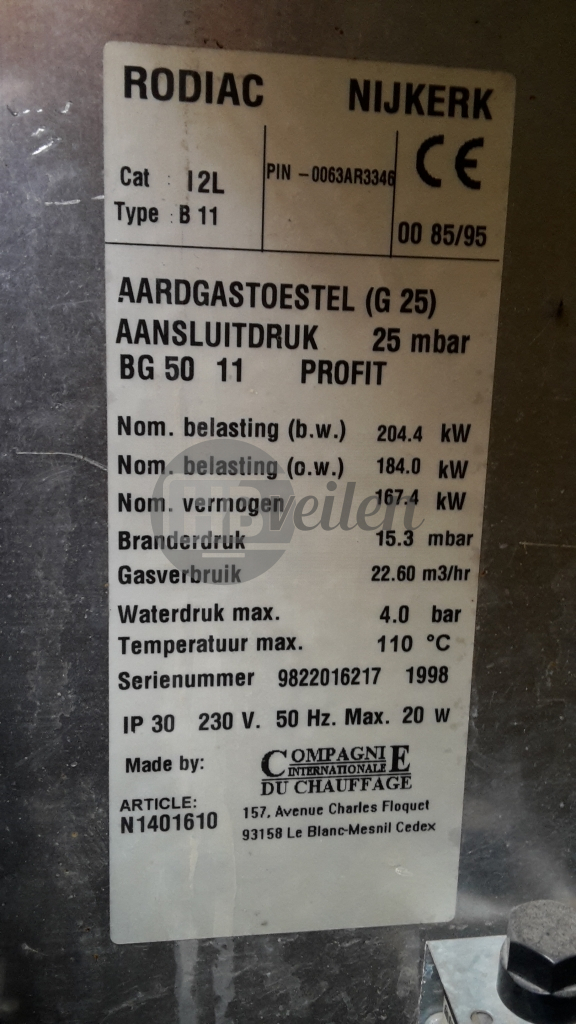 RODIAC NIJKERK
Cat : I2L PIN -0063AR3346 CE
Type : B 11 00 85/95
AARDGASTOESTEL (G 25)
AANSLUITDRUK 25 mbar
BG 50 11 PROFIT
Nom. belasting (b.w.) 204.4 kW
Nom. belasting (o.w.) 184.0 kW
Nom. vermogen 167.4 kW
HBveilen
Branderdruk 15.3 mbar
Gasverbruik 22.60 m3/hr
Waterdruk max. 4.0 bar
Temperatuur max. 110 °C
Serienummer 9822016217 1998
IP 30 230 V. 50 Hz. Max. 20 W
Made by: COMPAGNIE
INTERNATIONALE
DU CHAUFFAGE
ARTICLE: 157, Avenue Charles Floquet
N1401610 93158 Le Blanc-Mesnil Cedex